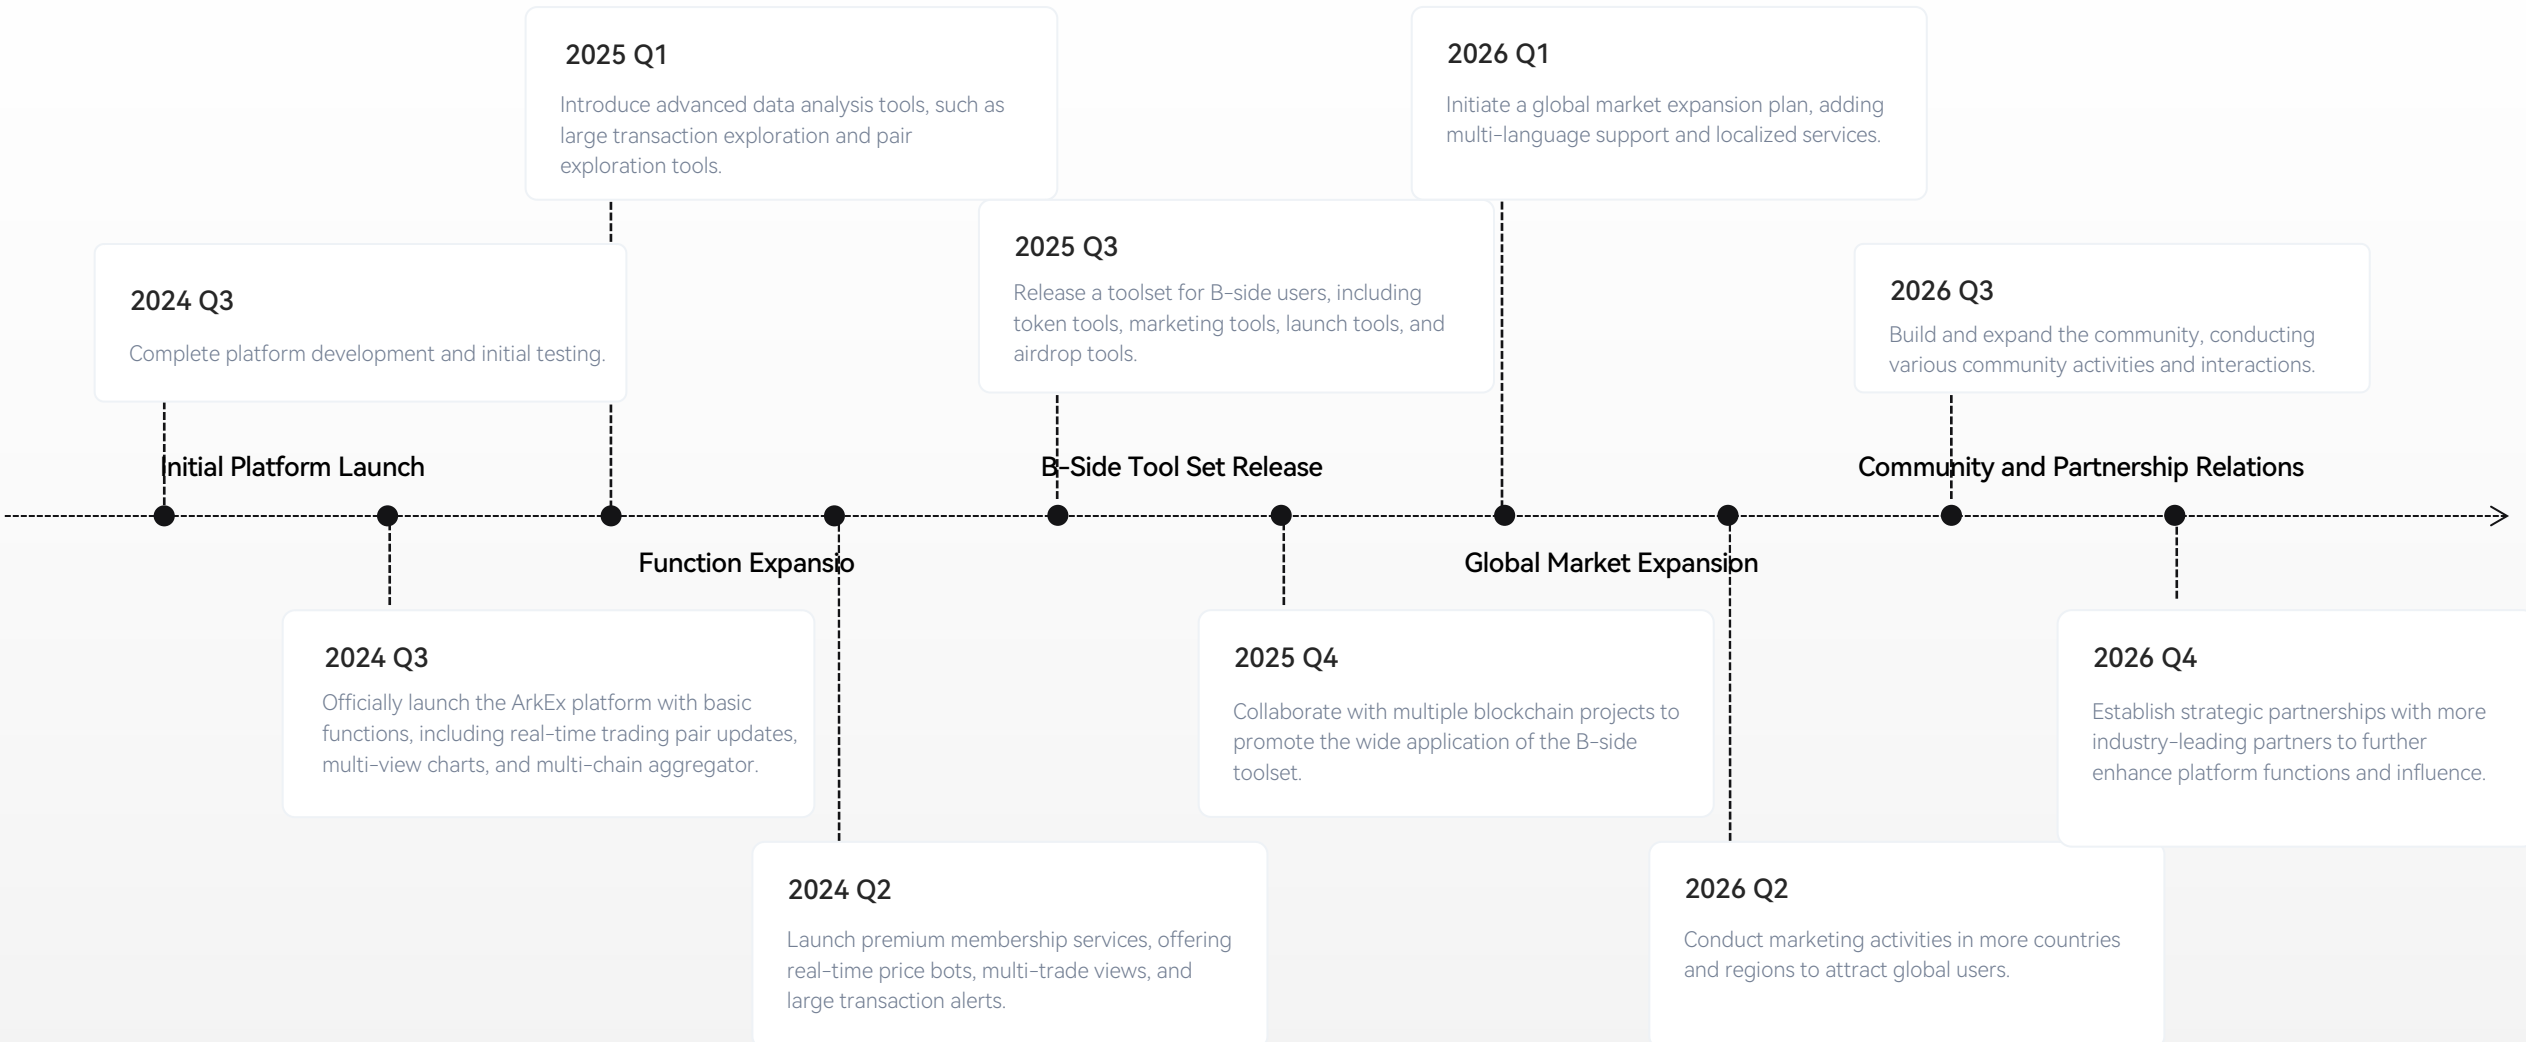 2025 Q1
Introduce advanced data analysis tools, such as
large transaction exploration and pair
exploration tools.
2026 Q1
Initiate a global market expansion plan, adding
multi-language support and localized services.
2024 Q3
Complete platform development and initial testing.
2025 Q3
Release a toolset for B-side users, including
token tools, marketing tools, launch tools, and
airdrop tools.
2026 Q3
Build and expand the community, conducting
various community activities and interactions.
Initial Platform Launch
B-Side Tool Set Release
Community and Partnership Relations
Function Expansio
Global Market Expansion
2024 Q3
Officially launch the ArkEx platform with basic
functions, including real-time trading pair updates,
multi-view charts, and multi-chain aggregator.
2025 Q4
Collaborate with multiple blockchain projects to
promote the wide application of the B-side
toolset.
2026 Q4
Establish strategic partnerships with more
industry-leading partners to further
enhance platform functions and influence.
2024 Q2
Launch premium membership services, offering
real-time price bots, multi-trade views, and
large transaction alerts.
2026 Q2
Conduct marketing activities in more countries
and regions to attract global users.